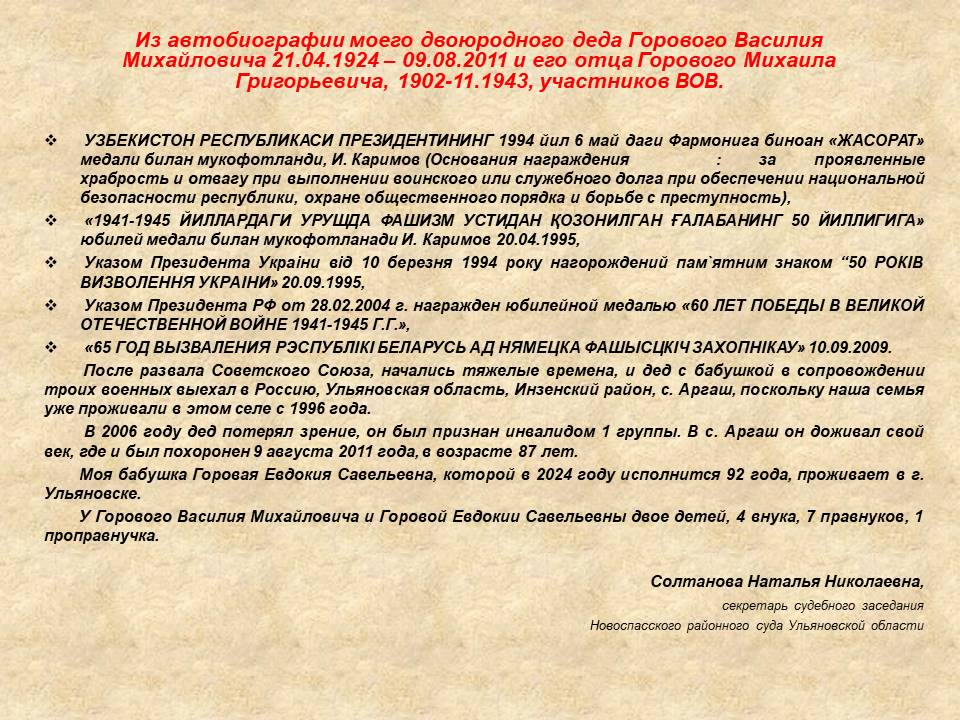 Из автобиографии моего двоюродного деда Горового Василия
Михайловича 21.04.1924 – 09.08.2011 и его отца Горового Михаила
Григорьевича, 1902-11.1943, участников ВОВ.
❖ УЗБЕКИСТОН РЕСПУБЛИКАСИ ПРЕЗИДЕНТИНИНГ 1994 йил 6 май даги Фармонига биноан «ЖАСОРАТ»
медали билан мукофотланди, И. Каримов (Основания награждения : за проявленные
храбрость и отвагу при выполнении воинского или служебного долга при обеспечении национальной
безопасности республики, охране общественного порядка и борьбе с преступность),
❖ «1941-1945 ЙИЛЛАРДАГИ УРУШДА ФАШИЗМ УСТИДАН ҚОЗОНИЛГАН ҒАЛАБАНИНГ 50 ЙИЛЛИГИГА»
юбилей медали билан мукофотланади И. Каримов 20.04.1995,
❖ Указом Президента Украіни від 10 березня 1994 року нагорождений пам`ятним знаком “50 РОКІВ
ВИЗВОЛЕННЯ УКРАІНИ» 20.09.1995,
❖ Указом Президента РФ от 28.02.2004 г. награжден юбилейной медалью «60 ЛЕТ ПОБЕДЫ В ВЕЛИКОЙ
ОТЕЧЕСТВЕННОЙ ВОЙНЕ 1941-1945 Г.Г.»,
❖ «65 ГОД ВЫЗВАЛЕНИЯ РЭСПУБЛІКІ БЕЛАРУСЬ АД НЯМЕЦКА ФАШЫСЦКІЧ ЗАХОПНІКАУ» 10.09.2009.
После развала Советского Союза, начались тяжелые времена, и дед с бабушкой в сопровождении
троих военных выехал в Россию, Ульяновская область, Инзенский район, с. Аргаш, поскольку наша семья
уже проживали в этом селе с 1996 года.
В 2006 году дед потерял зрение, он был признан инвалидом 1 группы. В с. Аргаш он доживал свой
век, где и был похоронен 9 августа 2011 года, в возрасте 87 лет.
Моя бабушка Горовая Евдокия Савельевна, которой в 2024 году исполнится 92 года, проживает в г.
Ульяновске.
У Горового Василия Михайловича и Горовой Евдокии Савельевны двое детей, 4 внука, 7 правнуков, 1
проправнучка.
Солтанова Наталья Николаевна,
секретарь судебного заседания
Новоспасского районного суда Ульяновской области